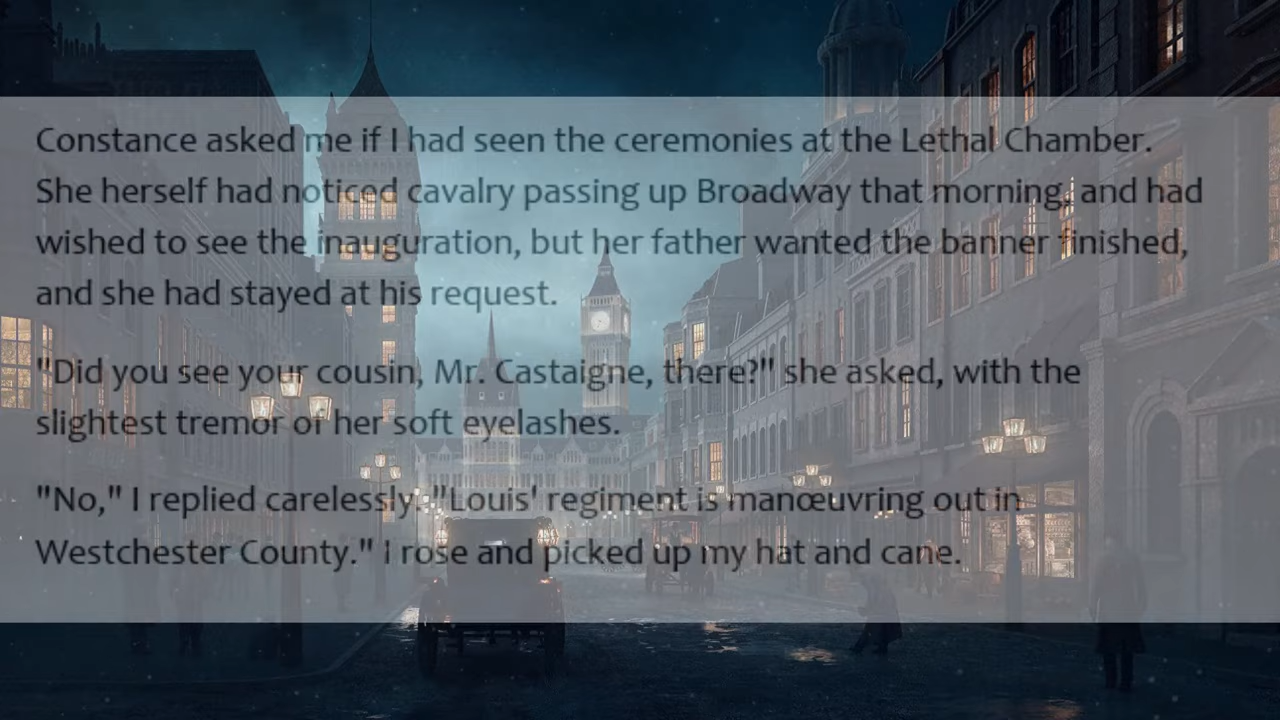 Constance asked me if I had seen the ceremonies at the Lethal Chamber.
She herself had noticed cavalry passing up Broadway that morning, and had
wished to see the inauguration, but her father wanted the banner finished,
and she had stayed at his request.
"Did you see your cousin, Mr. Castaigne, there?" she asked, with the
slightest tremor of her soft eyelashes.
"No," I replied carelessly. "Louis' regiment is manœuvring out in
Westchester County." I rose and picked up my hat and cane.